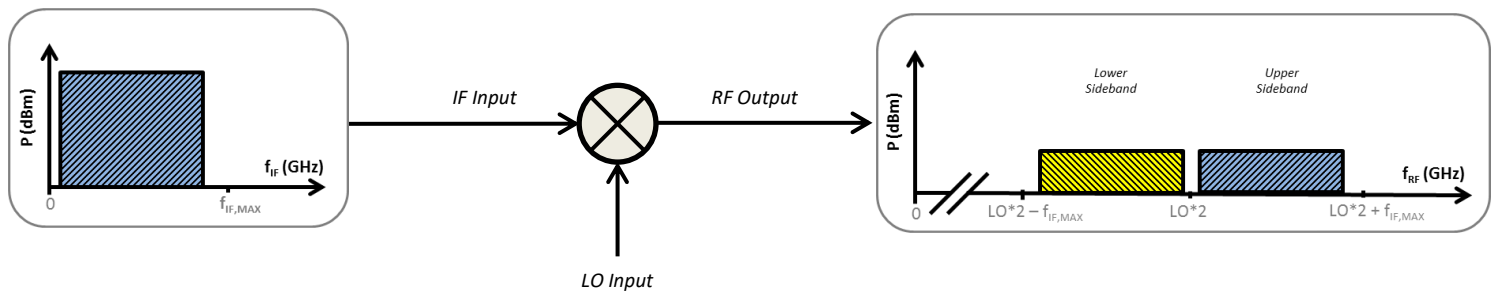 P (dBm)
f_IF (GHz)
0
f_IF,MAX
IF Input
RF Output
LO Input
P (dBm)
Lower
Sideband
Upper
Sideband
f_RF (GHz)
0
LO*2 – f_IF,MAX
LO*2
LO*2 + f_IF,MAX